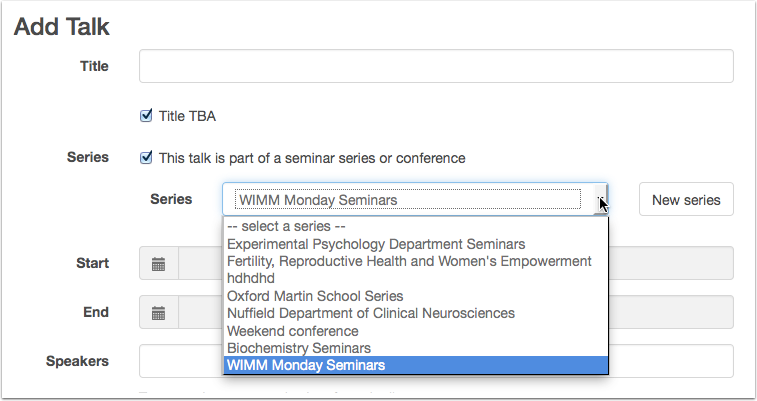 Add Talk
Title
Title TBA
Series
This talk is part of a seminar series or conference
Series
WIMM Monday Seminars
New series
-- select a series --
Experimental Psychology Department Seminars
Fertility, Reproductive Health and Women's Empowerment
hdhdhd
Oxford Martin School Series
Nuffield Department of Clinical Neurosciences
Weekend conference
Biochemistry Seminars
WIMM Monday Seminars
Start
End
Speakers